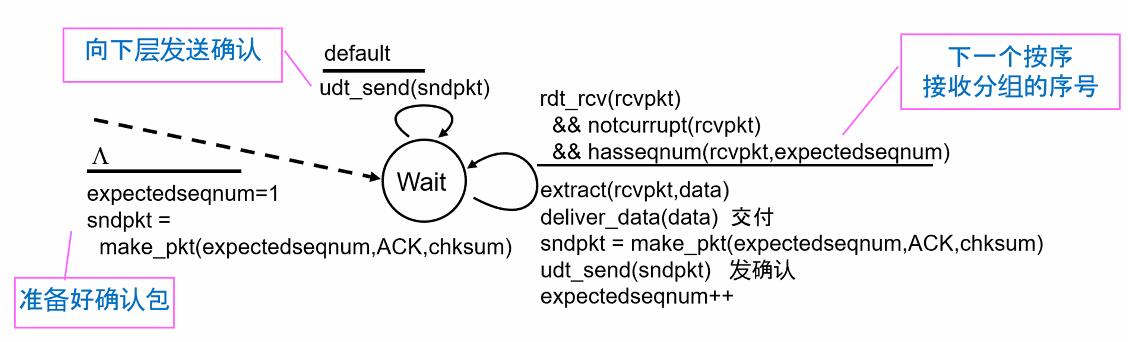 向下层发送确认
default
udt_send(sndpkt)
下一个按序
接收分组的序号
rdt_rcv(rcvpkt)
&& notcurrupt(rcvpkt)
&& hasseqnum(rcvpkt,expectedseqnum)
Λ
Wait
expectedseqnum=1
sndpkt =
make_pkt(expectedseqnum,ACK,chksum)
extract(rcvpkt,data)
deliver_data(data) 交付
sndpkt = make_pkt(expectedseqnum,ACK,chksum)
udt_send(sndpkt) 发确认
expectedseqnum++
准备好确认包